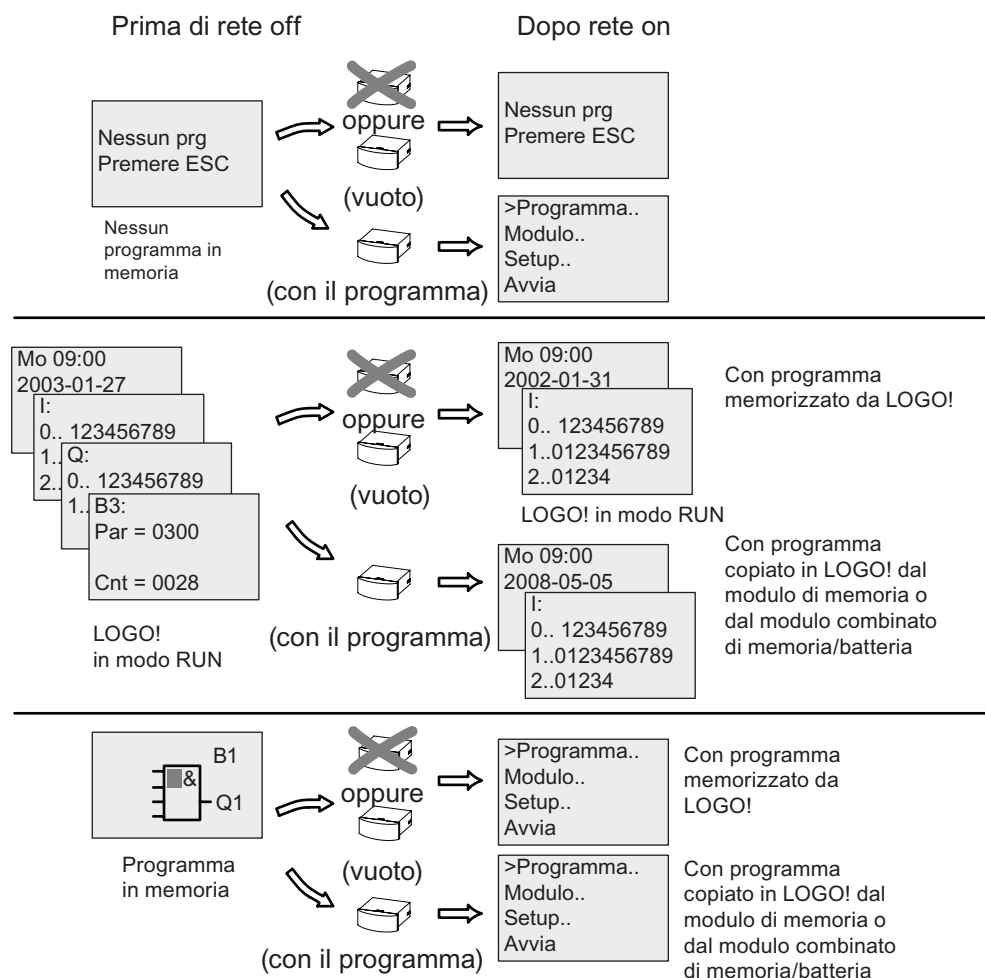 Prima di rete off
Dopo rete on
Nessun prg
Premere ESC
Nessun
programma in
memoria
oppure
(vuoto)
(con il programma)
Nessun prg
Premere ESC
>Programma..
Modulo..
Setup..
Avvia
Mo 09:00
2003-01-27
I:
0.. 123456789
1..
2..
Q:
0.. 123456789
1..
B3:
Par = 0300
Cnt = 0028
LOGO!
in modo RUN
oppure
(vuoto)
(con il programma)
Mo 09:00
2002-01-31
I:
0.. 123456789
1..0123456789
2..01234
LOGO! in modo RUN
Con programma
memorizzato da LOGO!
Mo 09:00
2008-05-05
I:
0.. 123456789
1..0123456789
2..01234
Con programma
copiato in LOGO! dal
modulo di memoria o
dal modulo combinato
di memoria/batteria
B1
&
Q1
Programma
in memoria
oppure
(vuoto)
(con il programma)
>Programma..
Modulo..
Setup..
Avvia
Con programma
memorizzato da
LOGO!
>Programma..
Modulo..
Setup..
Avvia
Con programma
copiato in LOGO! dal
modulo di memoria o
dal modulo combinato
di memoria/batteria